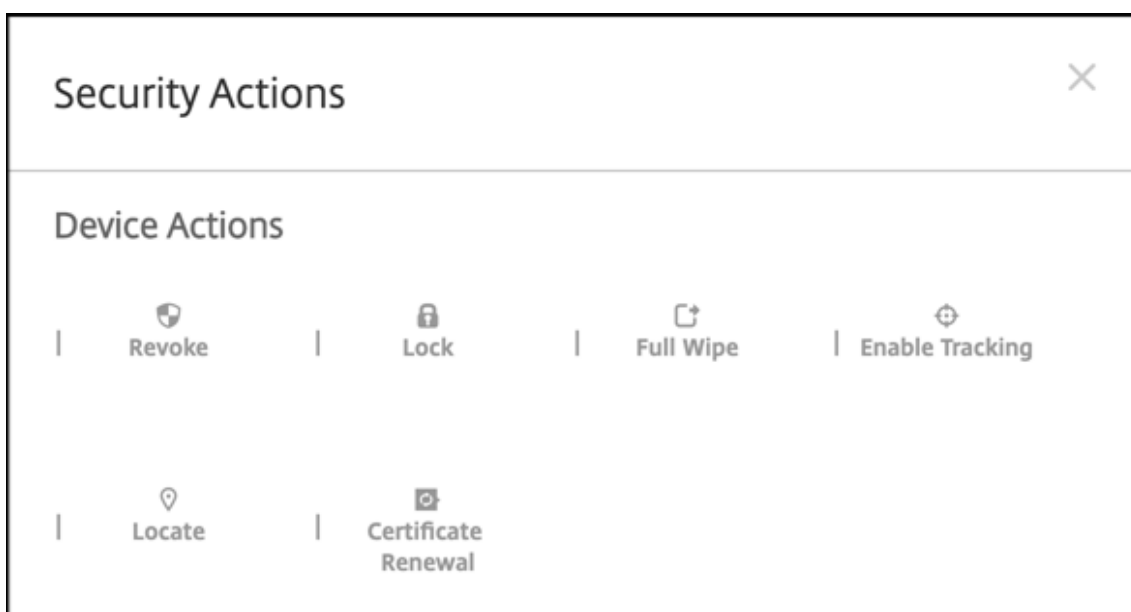 Security Actions
Device Actions
Revoke
Lock
Full Wipe
Enable Tracking
Locate
Certificate
Renewal